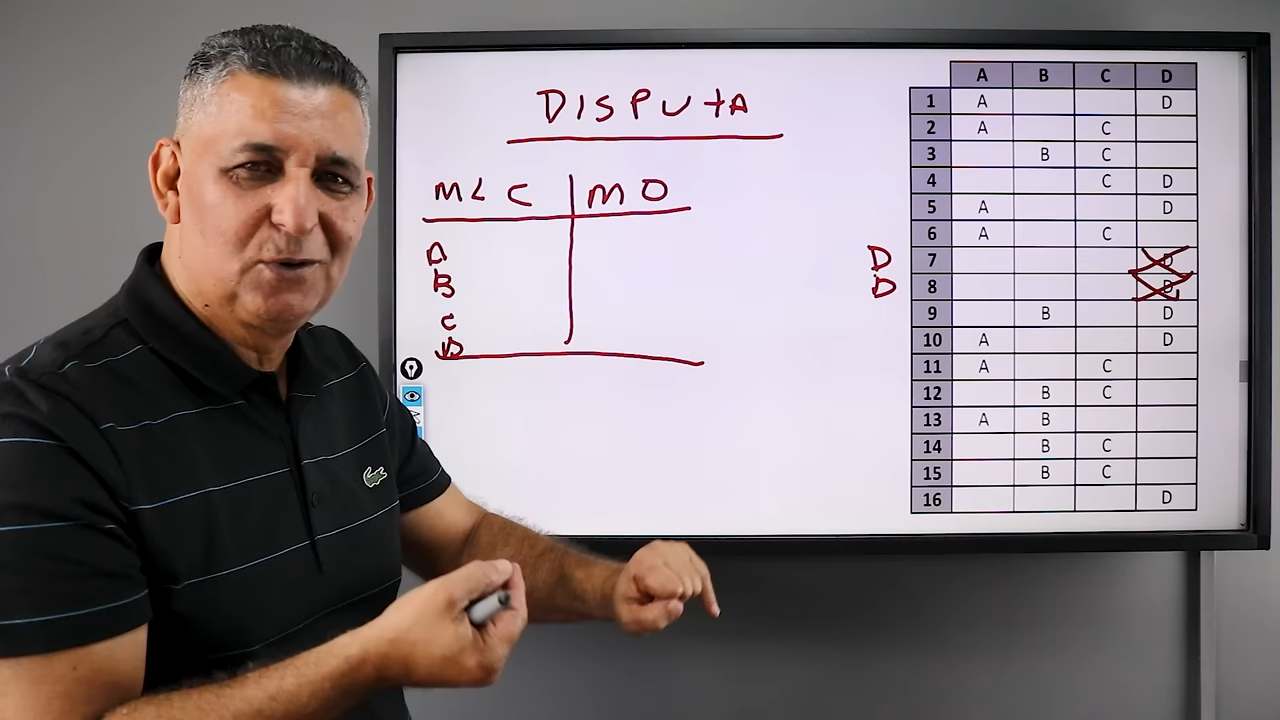 DISPUTA
MLC MO
A
B
C
D
D
D
A B C D
1 A D
2 A C
3 B C
4 C D
5 A D
6 A C
7 D
8 D
9 B D
10 A D
11 A C
12 B C
13 A B
14 B C
15 B C
16 D